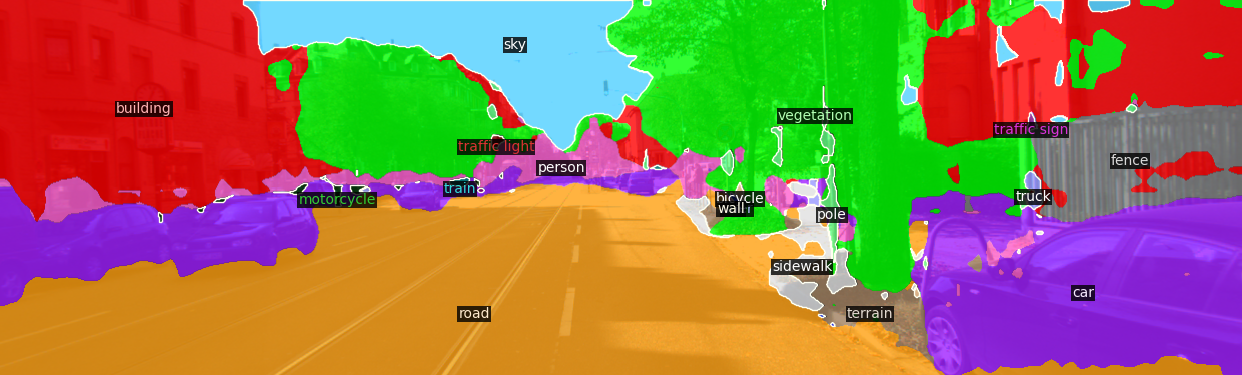 sky
building
vegetation
traffic light
traffic sign
person
fence
train
motorcycle
bicycle
wall
truck
pole
sidewalk
car
road
terrain